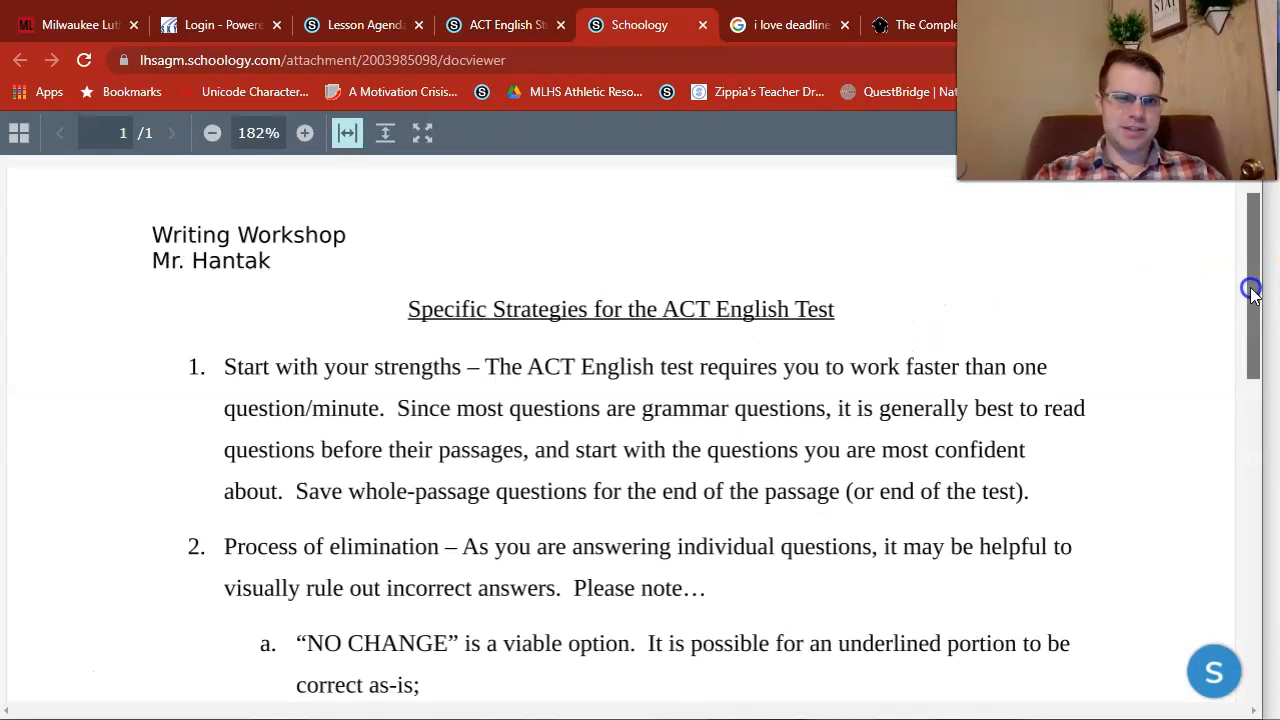 Milwaukee Lut
Login - Powere
Lesson Agenda
ACT English St
Schoology
i love deadline
The Comple
lhsagm.schoology.com/attachment/2003985098/docviewer
Apps
Bookmarks
Unicode Character...
A Motivation Crisis...
MLHS Athletic Reso...
Zippia's Teacher Dr...
QuestBridge | Nat
1 /1
182%
Writing Workshop
Mr. Hantak
Specific Strategies for the ACT English Test
1. Start with your strengths – The ACT English test requires you to work faster than one
question/minute.  Since most questions are grammar questions, it is generally best to read
questions before their passages, and start with the questions you are most confident
about.  Save whole-passage questions for the end of the passage (or end of the test).
2. Process of elimination – As you are answering individual questions, it may be helpful to
visually rule out incorrect answers.  Please note…
a. “NO CHANGE” is a viable option.  It is possible for an underlined portion to be
correct as-is;
S